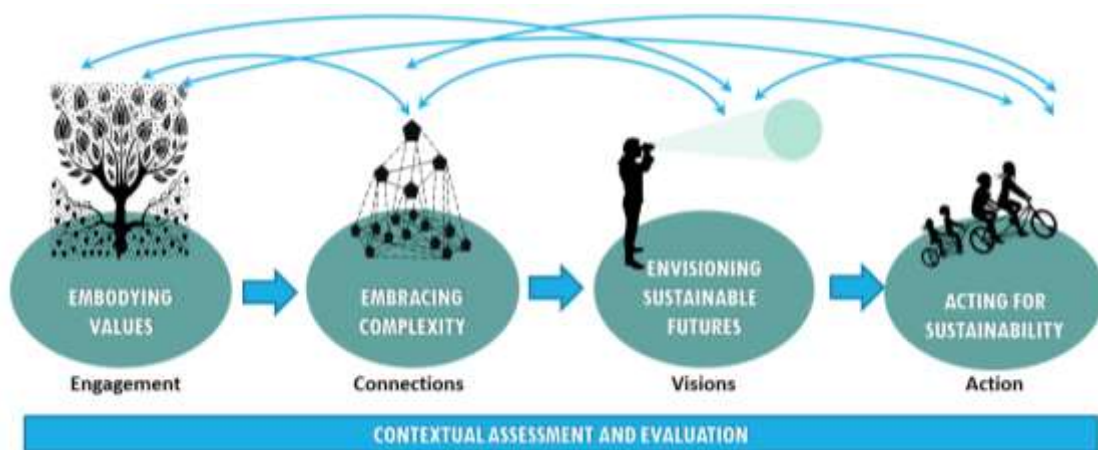 EMBODYING
VALUES
EMBRACING
COMPLEXITY
ENVISIONING
SUSTAINABLE
FUTURES
ACTING FOR
SUSTAINABILITY
Engagement
Connections
Visions
Action
CONTEXTUAL ASSESSMENT AND EVALUATION